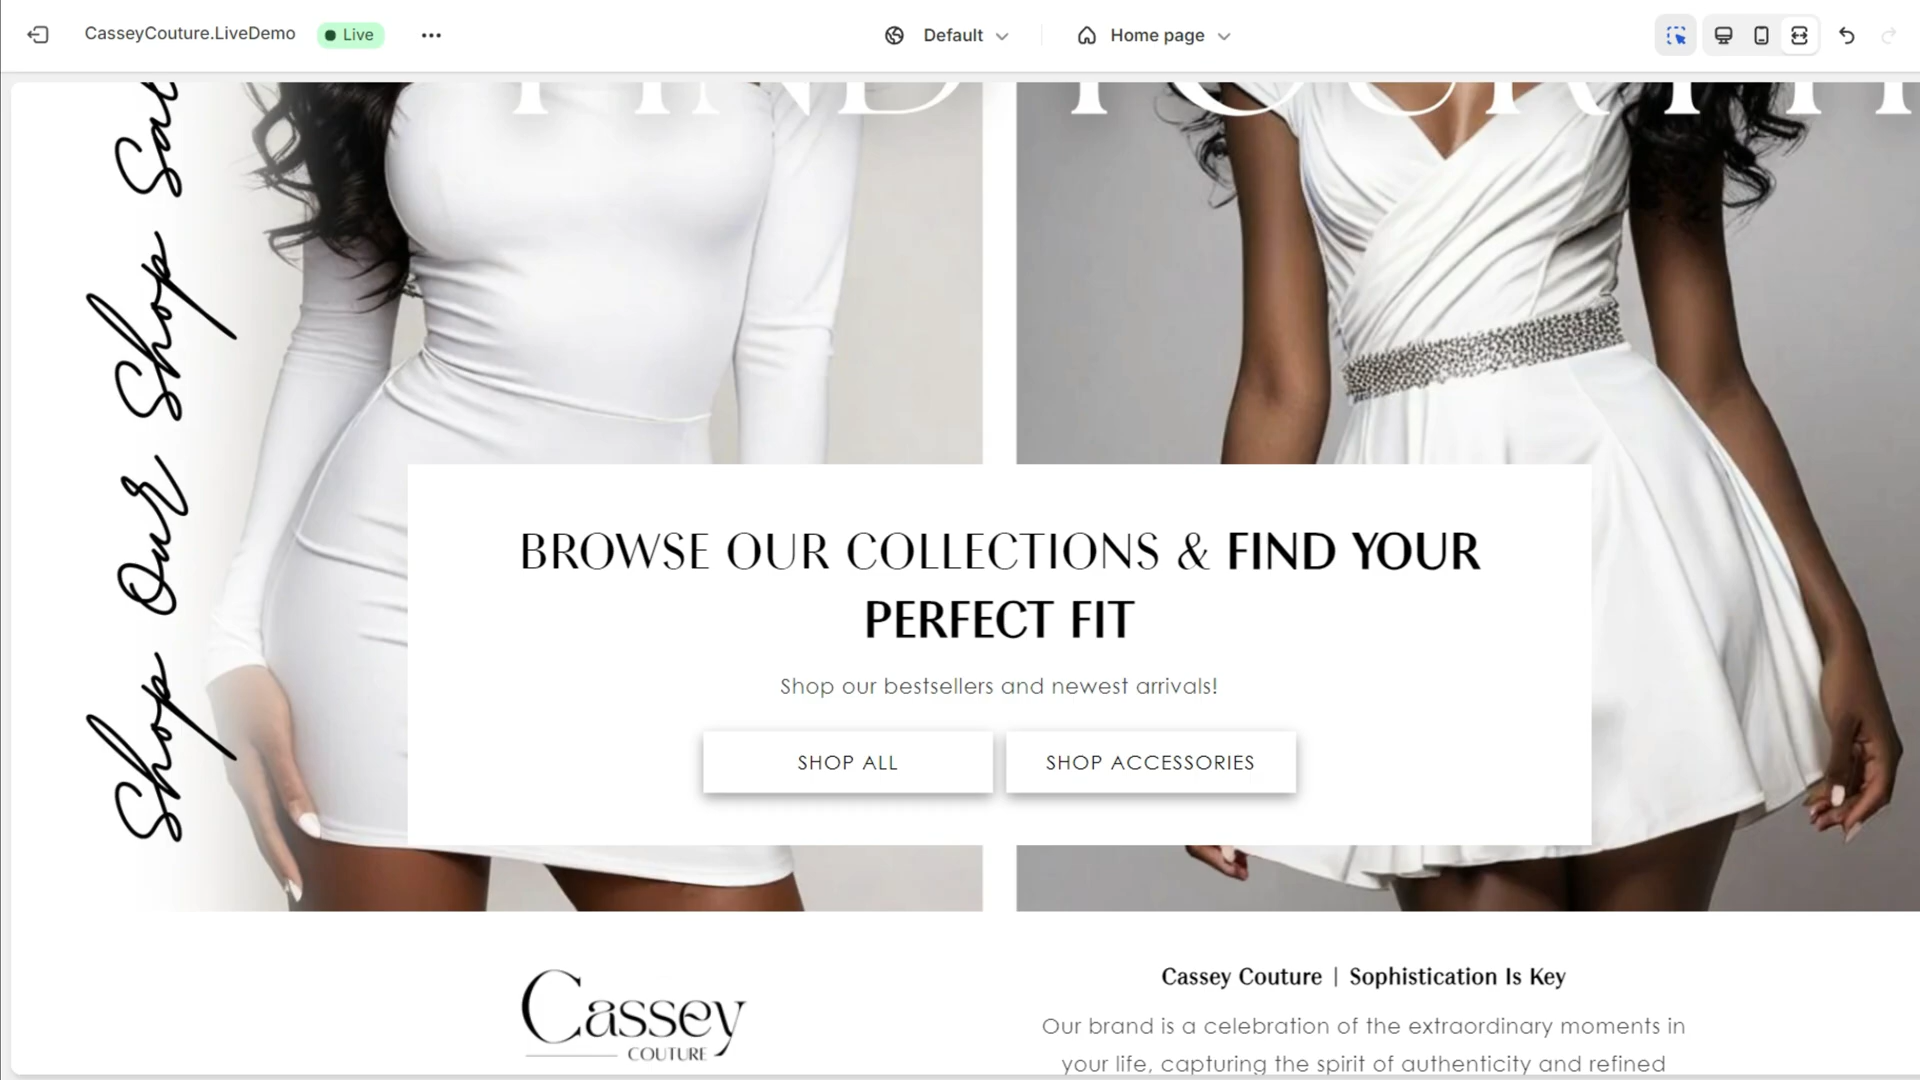 CasseyCouture.LiveDemo Live Default Home page
FIND YOUR
Shop Our Shop
BROWSE OUR COLLECTIONS & FIND YOUR
PERFECT FIT
Shop our bestsellers and newest arrivals!
SHOP ALL SHOP ACCESSORIES
Cassey
COUTURE
Cassey Couture | Sophistication Is Key
Our brand is a celebration of the extraordinary moments in
your life, capturing the spirit of authenticity and refined